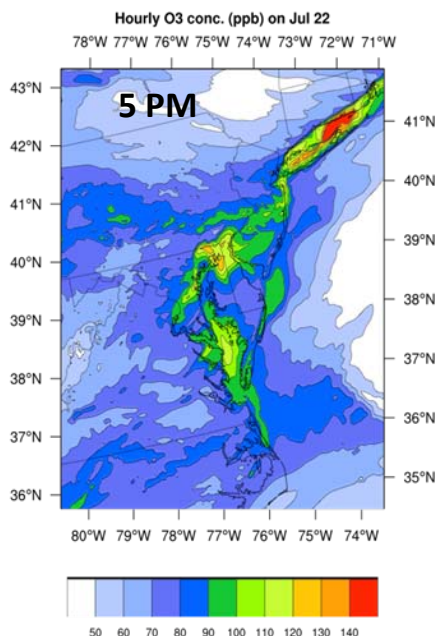 Hourly O3 conc. (ppb) on Jul 22
78°W 77°W 76°W 75°W 74°W 73°W 72°W 71°W
5 PM
43°N
42°N
41°N
40°N
39°N
38°N
37°N
36°N
41°N
40°N
39°N
38°N
37°N
36°N
35°N
80°W 79°W 78°W 77°W 76°W 75°W 74°W
50 60 70 80 90 100 110 120 130 140